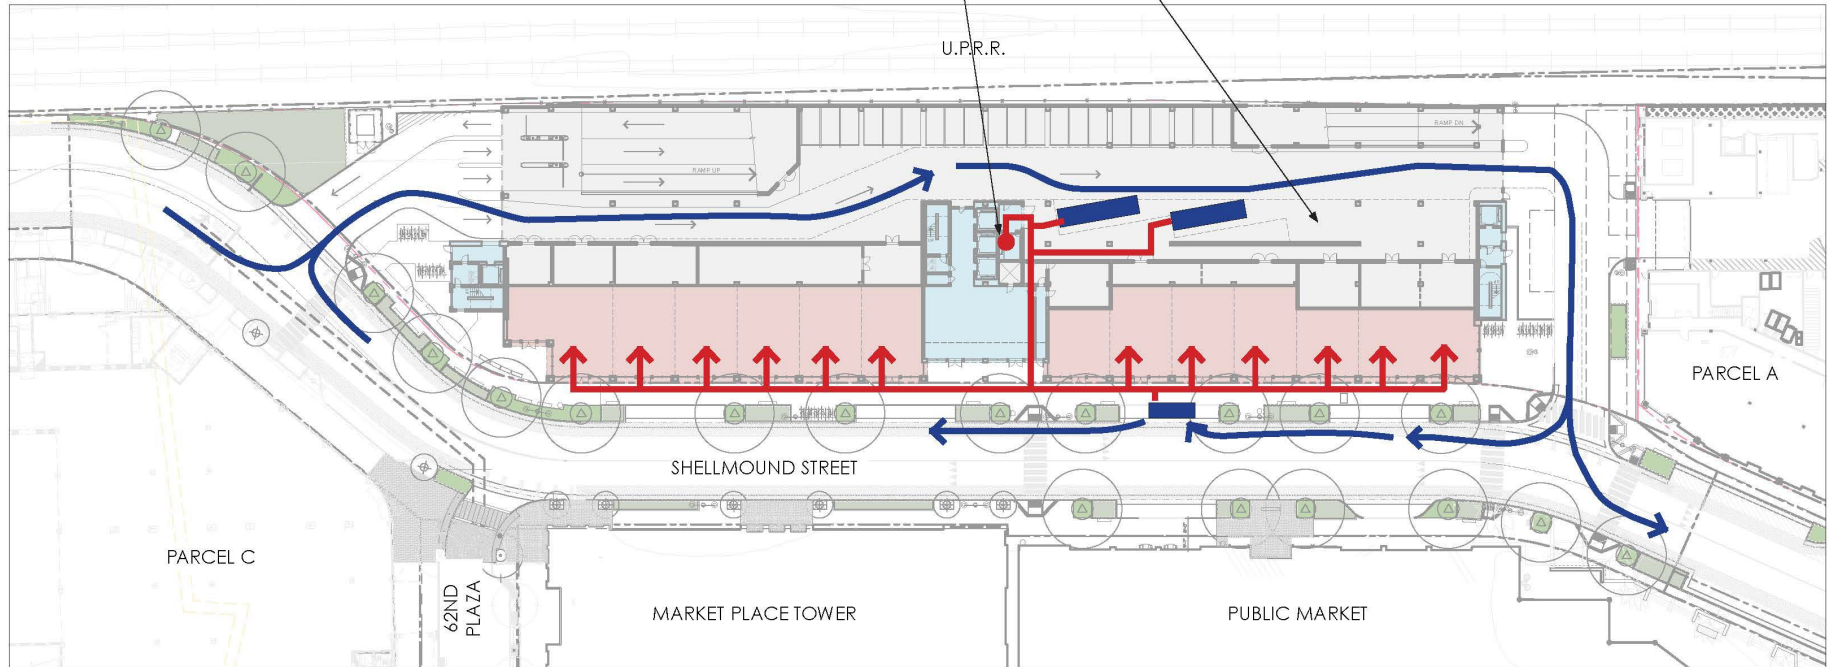 U.P.R.R.
RAMP DN
RAMP UP
PARCEL A
SHELLMOUND STREET
PARCEL C
62ND
PLAZA
MARKET PLACE TOWER
PUBLIC MARKET